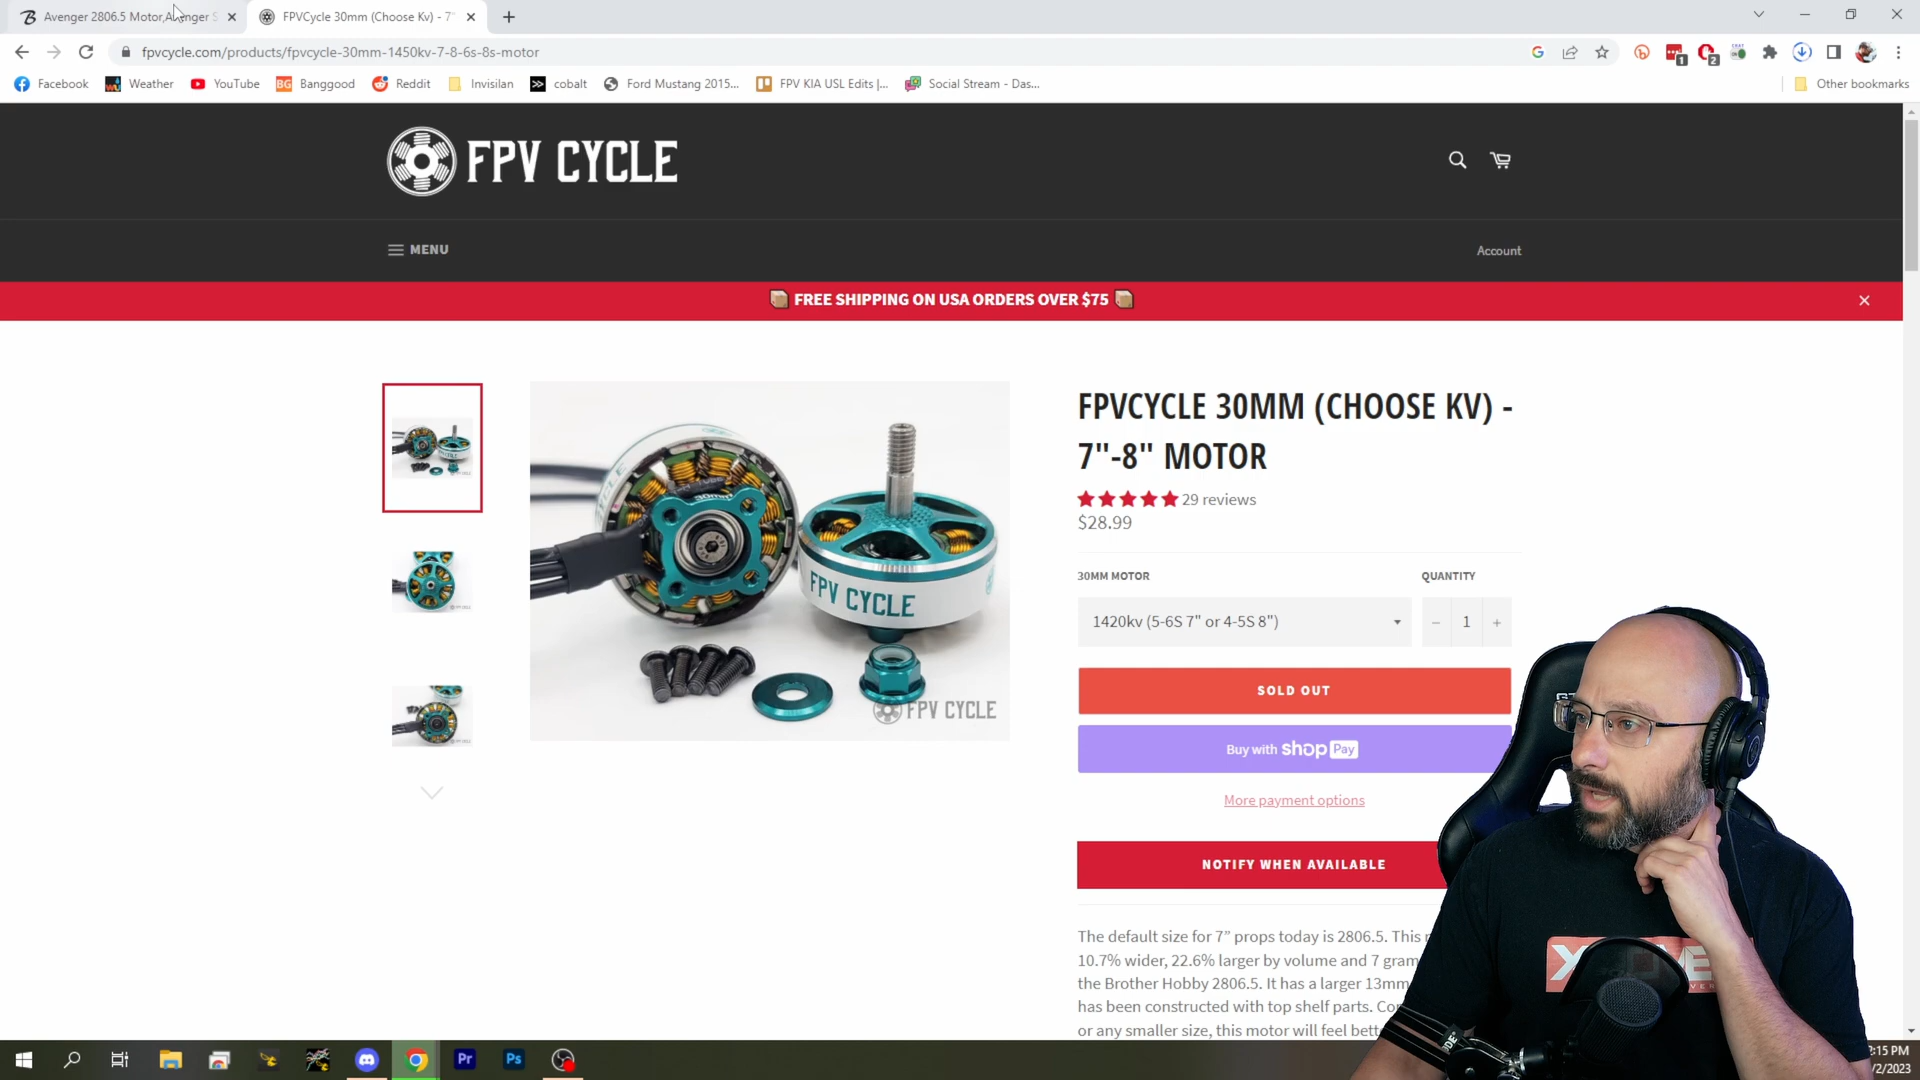 Avenger 2806.5 Motor,Avenger S
FPVCycle 30mm (Choose Kv) - 7"
fpvcycle.com/products/fpvcycle-30mm-1450kv-7-8-6s-8s-motor
Facebook Weather YouTube Banggood Reddit Invisilan cobalt Ford Mustang 2015... FPV KIA USL Edits |... Social Stream - Das... Other bookmarks
FPV CYCLE
MENU
Account
FREE SHIPPING ON USA ORDERS OVER $75
FPVCYCLE 30MM (CHOOSE KV) -
7"-8" MOTOR
29 reviews
$28.99
30MM MOTOR QUANTITY
1420kv (5-6S 7" or 4-5S 8") − 1 +
SOLD OUT
Buy with shop Pay
More payment options
NOTIFY WHEN AVAILABLE
The default size for 7” props today is 2806.5. This
10.7% wider, 22.6% larger by volume and 7 gram
the Brother Hobby 2806.5. It has a larger 13mm
has been constructed with top shelf parts. Co
or any smaller size, this motor will feel bett
FPV CYCLE
30mm
FPV CYCLE
Pr Ps
:15 PM
/2/2023